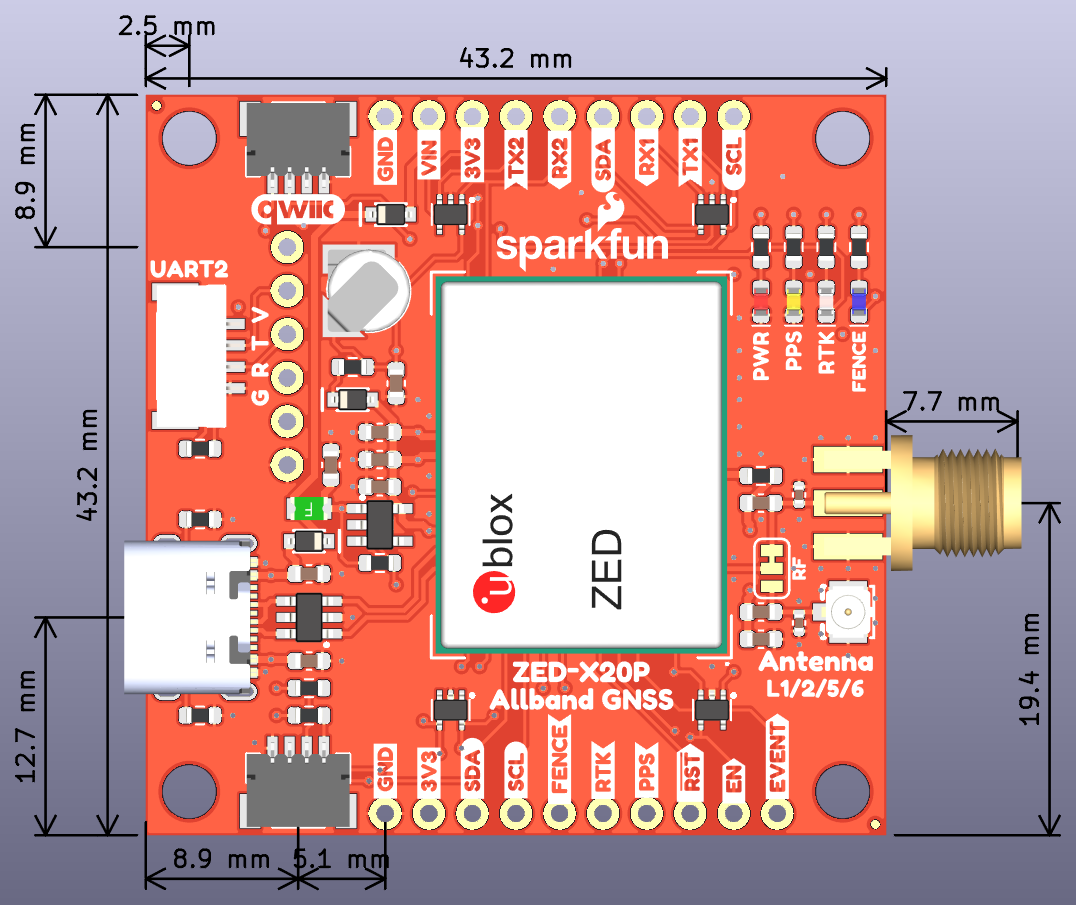 2.5 mm
43.2 mm
8.9 mm
43.2 mm
GND
VIN
3V3
TX2
RX2
SDA
RX1
TX1
SCL
qwiic
sparkfun
UART2
V
T
R
G
PWR
PPS
RTK
FENCE
7.7 mm
ublox
ZED
RF
Antenna
L1/2/5/6
ZED-X20P
Allband GNSS
19.4 mm
12.7 mm
GND
3V3
SDA
SCL
FENCE
RTK
PPS
RST
EN
EVENT
8.9 mm
5.1 mm